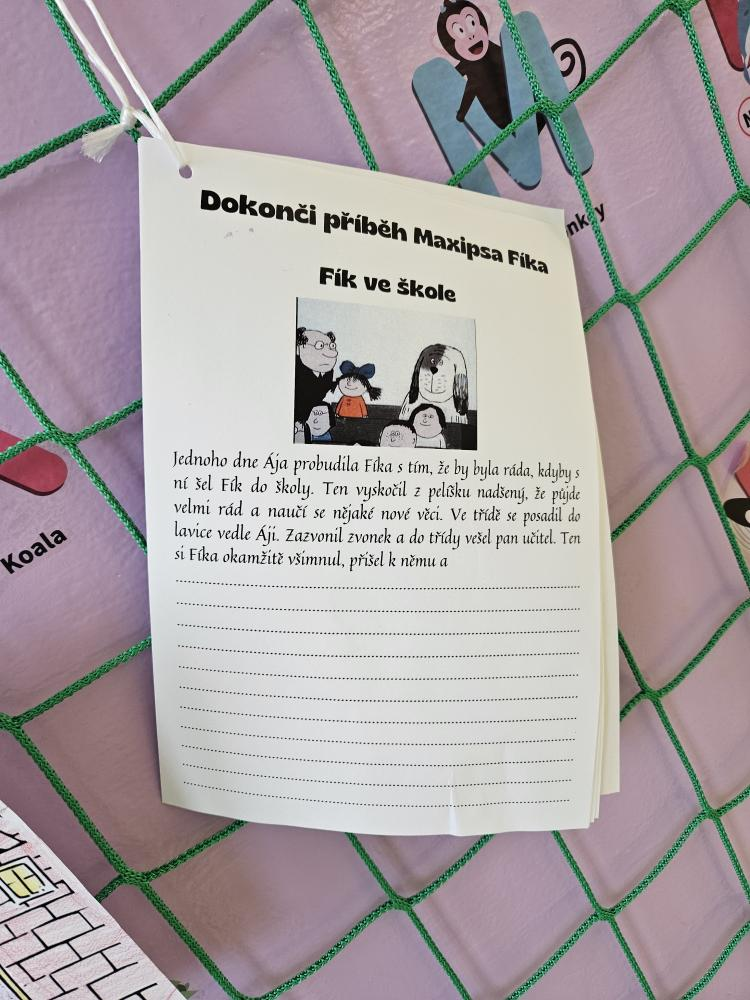 Dokonči příběh Maxipsa Fíka
Fík ve škole
Jednoho dne Ája probudila Fíka s tím, že by byla ráda, kdyby s
ní šel Fík do školy. Ten vyskočil z pelíšku nadšený, že půjde
velmi rád a naučí se nějaké nové věci. Ve třídě se posadil do
lavice vedle Áji. Zazvonil zvonek a do třídy vešel pan učitel. Ten
si Fíka okamžitě všimnul, přišel k němu a
M
Koala